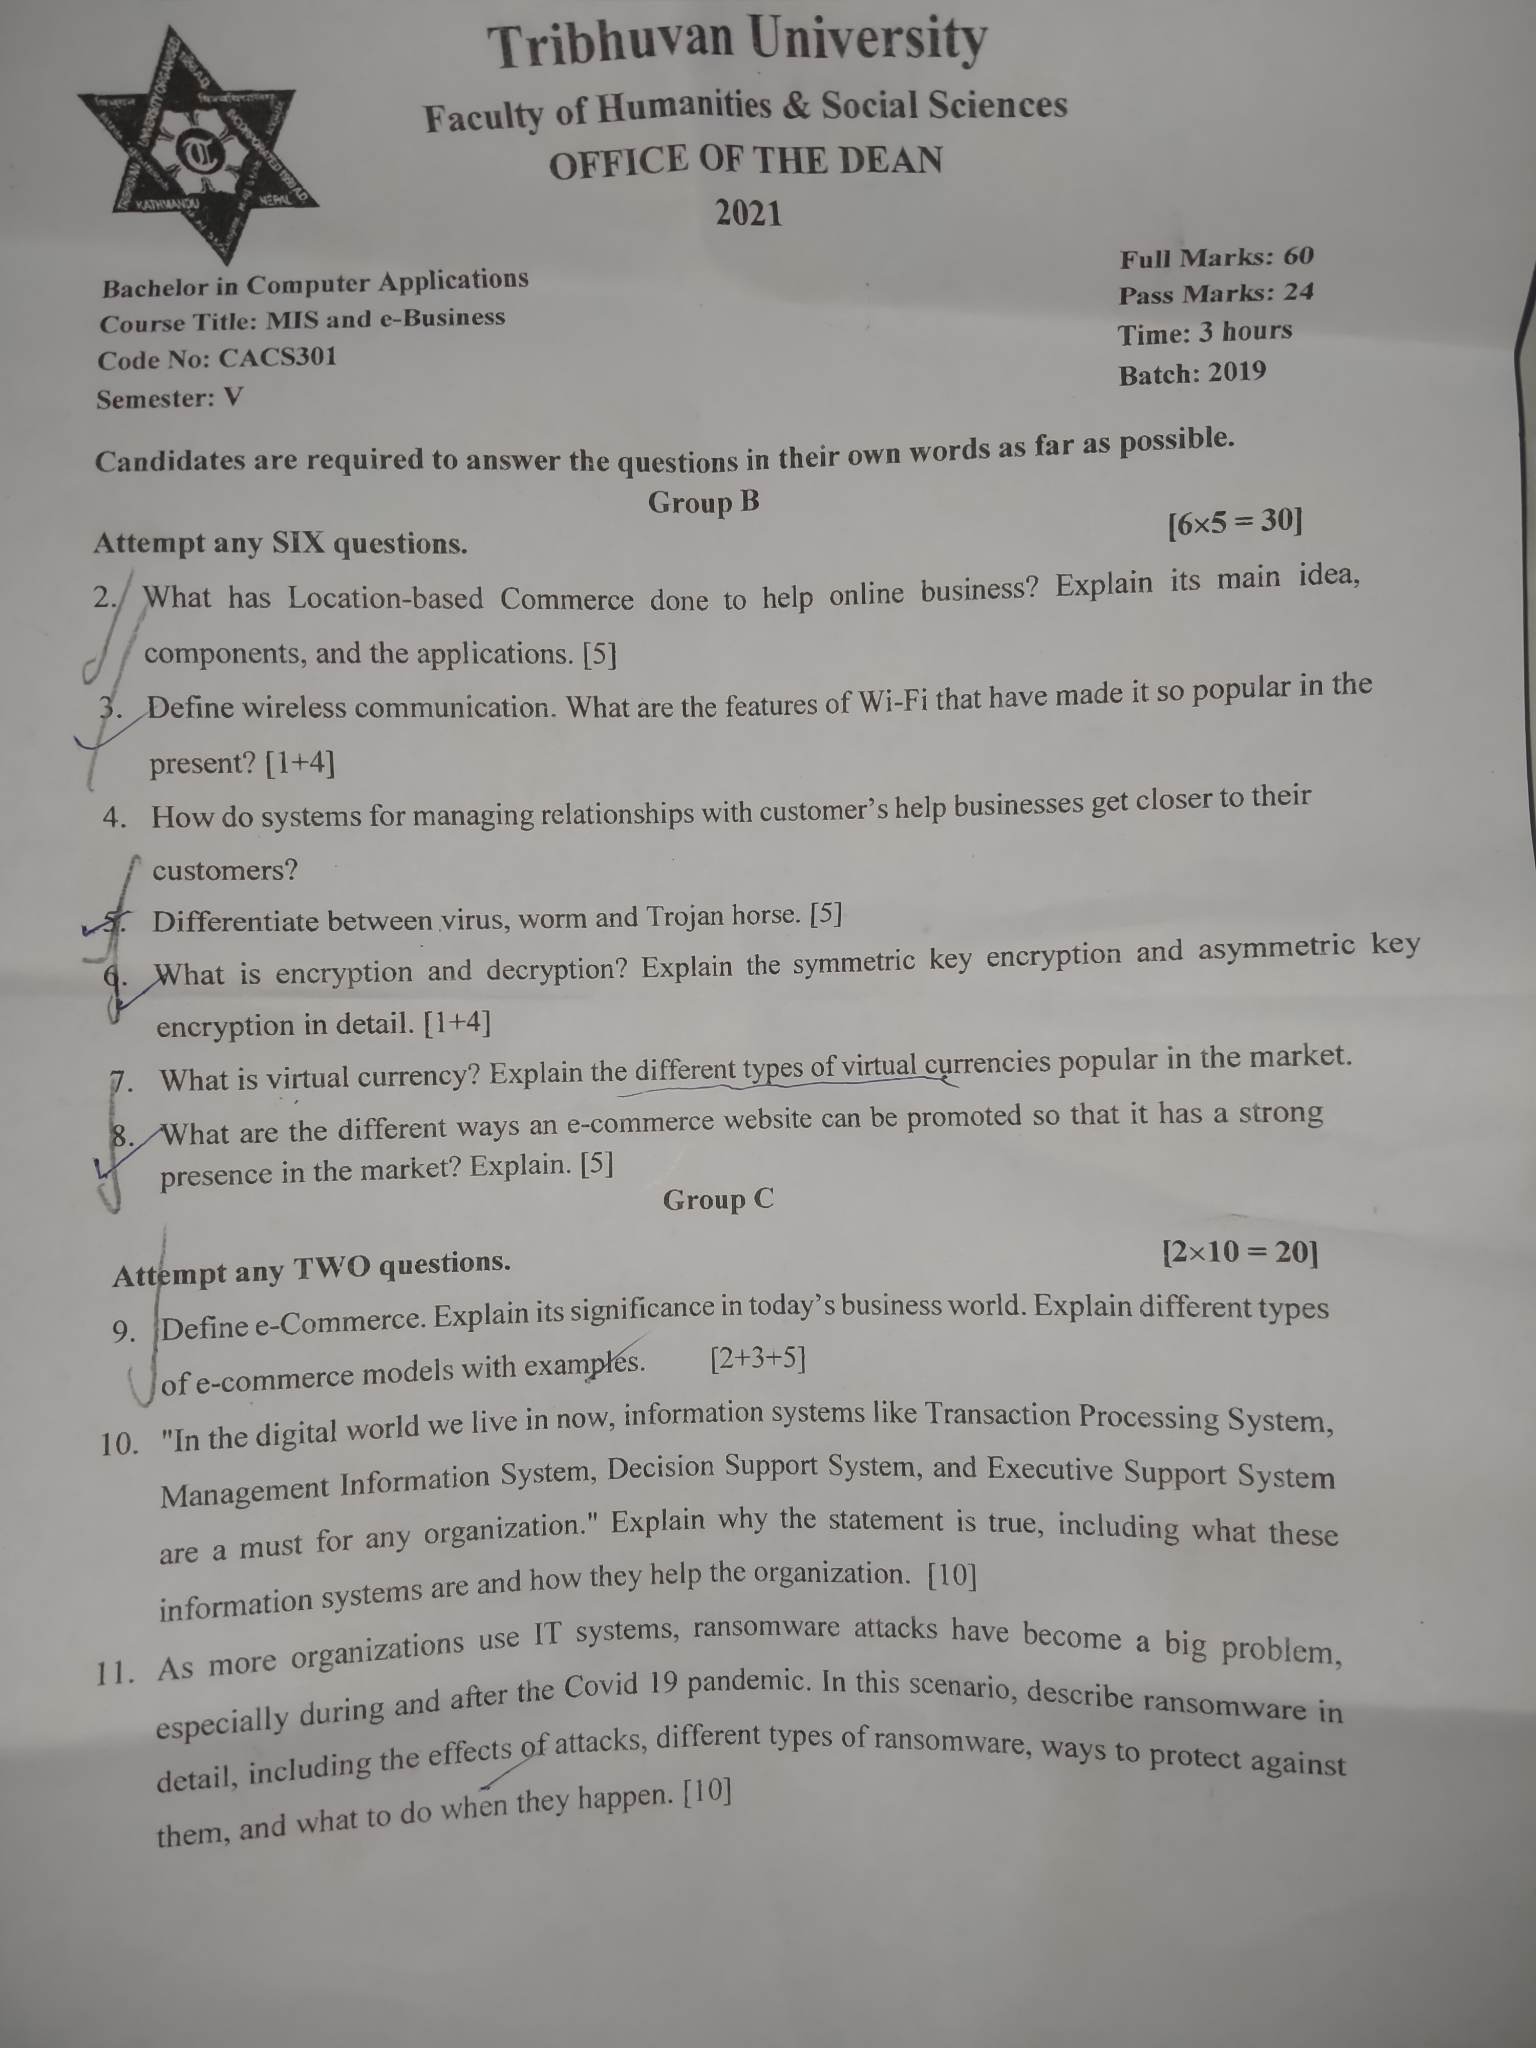 Tribhuvan University
Faculty of Humanities & Social Sciences
OFFICE OF THE DEAN
2021
TRIBHUVAN UNIVERSITY ORGANISED
INCORPORATED 1959 A.D.
KATHMANDU NEPAL
Bachelor in Computer Applications
Course Title: MIS and e-Business
Code No: CACS301
Semester: V
Full Marks: 60
Pass Marks: 24
Time: 3 hours
Batch: 2019
Candidates are required to answer the questions in their own words as far as possible.
Group B
Attempt any SIX questions. [6×5 = 30]
2. What has Location-based Commerce done to help online business? Explain its main idea,
components, and the applications. [5]
3. Define wireless communication. What are the features of Wi-Fi that have made it so popular in the
present? [1+4]
4. How do systems for managing relationships with customer’s help businesses get closer to their
customers?
5. Differentiate between virus, worm and Trojan horse. [5]
6. What is encryption and decryption? Explain the symmetric key encryption and asymmetric key
encryption in detail. [1+4]
7. What is virtual currency? Explain the different types of virtual currencies popular in the market.
8. What are the different ways an e-commerce website can be promoted so that it has a strong
presence in the market? Explain. [5]
Group C
Attempt any TWO questions. [2×10 = 20]
9. Define e-Commerce. Explain its significance in today’s business world. Explain different types
of e-commerce models with examples. [2+3+5]
10. "In the digital world we live in now, information systems like Transaction Processing System,
Management Information System, Decision Support System, and Executive Support System
are a must for any organization." Explain why the statement is true, including what these
information systems are and how they help the organization. [10]
11. As more organizations use IT systems, ransomware attacks have become a big problem,
especially during and after the Covid 19 pandemic. In this scenario, describe ransomware in
detail, including the effects of attacks, different types of ransomware, ways to protect against
them, and what to do when they happen. [10]